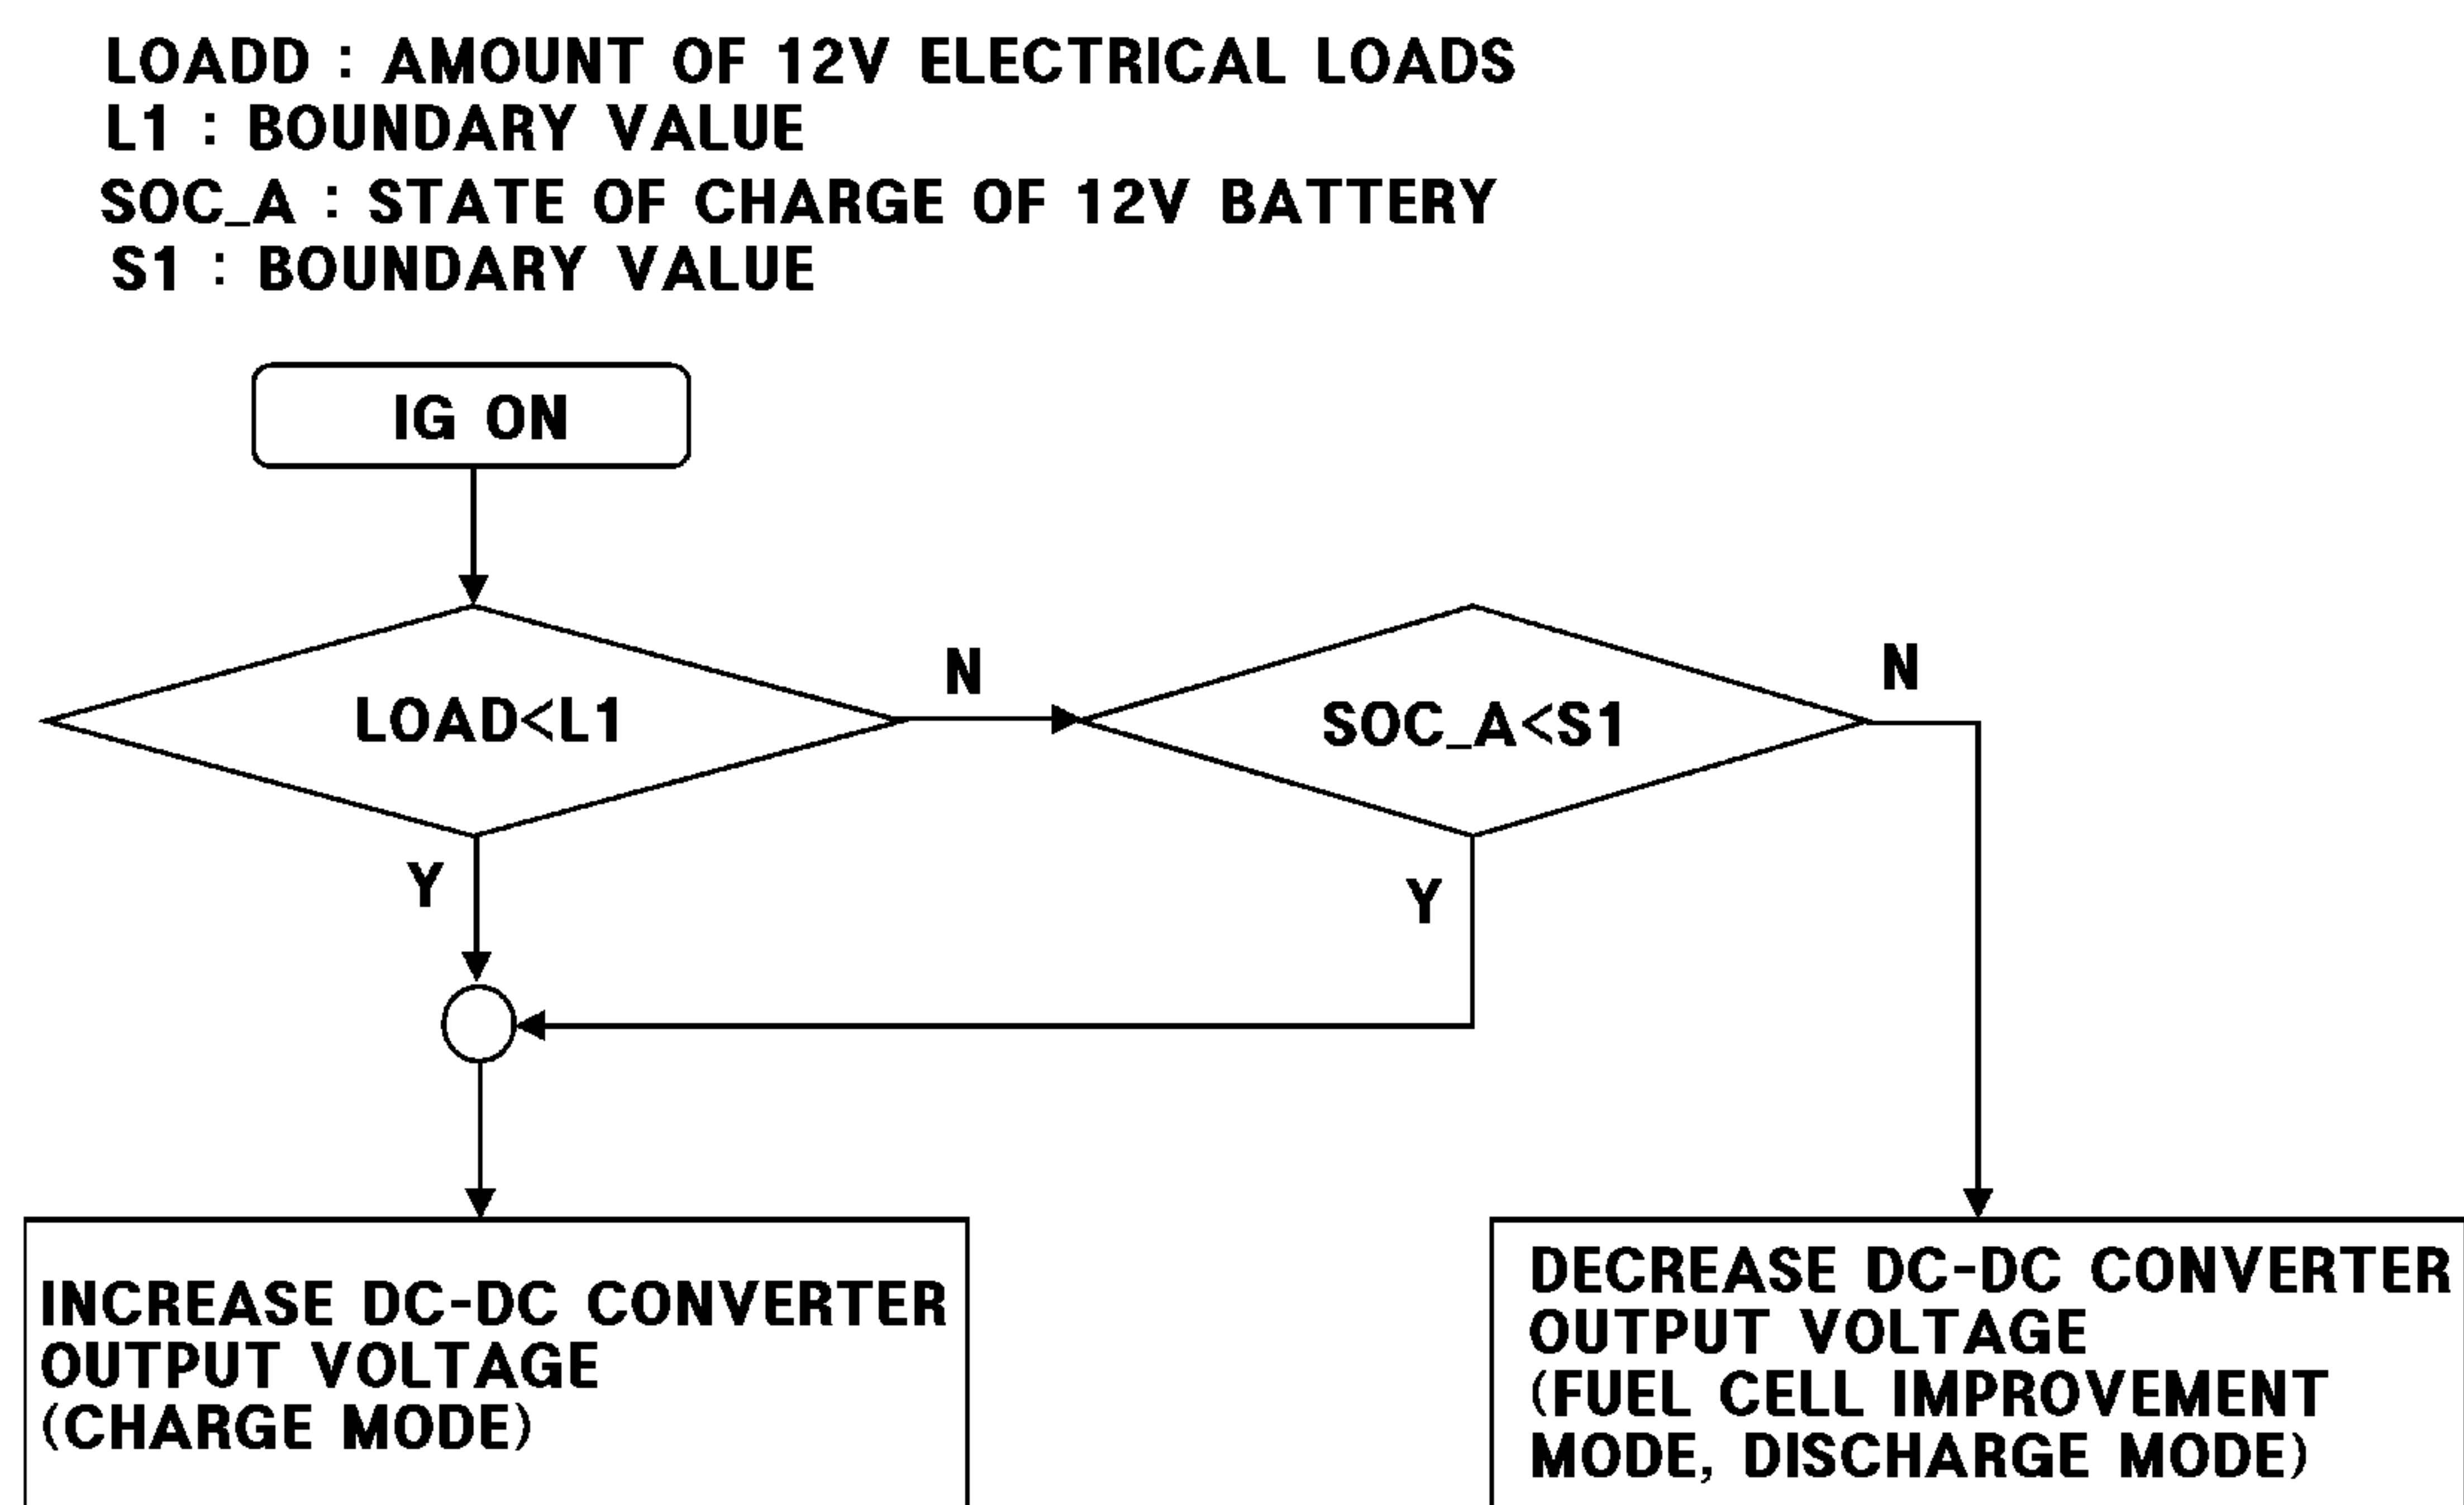 LOADD : AMOUNT OF 12V ELECTRICAL LOADS
L1 : BOUNDARY VALUE
SOC_A : STATE OF CHARGE OF 12V BATTERY
S1 : BOUNDARY VALUE
IG ON
LOAD<L1
N
SOC_A<S1
N
Y
Y
INCREASE DC-DC CONVERTER
OUTPUT VOLTAGE
(CHARGE MODE)
DECREASE DC-DC CONVERTER
OUTPUT VOLTAGE
(FUEL CELL IMPROVEMENT
MODE, DISCHARGE MODE)